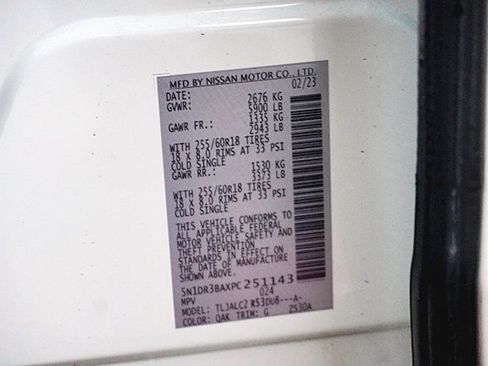 MFD BY NISSAN MOTOR CO., LTD.
DATE: 02/23
GVWR: 2676 KG
5900 LB
GAWR FR.: 1335 KG
2943 LB
WITH 255/60R18 TIRES
18 X 8.0 RIMS AT 33 PSI
COLD SINGLE
GAWR RR.: 1530 KG
3373 LB
WITH 255/60R18 TIRES
18 X 8.0 RIMS AT 33 PSI
COLD SINGLE
THIS VEHICLE CONFORMS TO
ALL APPLICABLE FEDERAL
MOTOR VEHICLE SAFETY AND
THEFT PREVENTION
STANDARDS IN EFFECT ON
THE DATE OF MANUFACTURE
SHOWN ABOVE.
5N1DR3BAXPC251143
MPV 024
MODEL: TLJALC2 R53DU8---A-
COLOR: QAK TRIM: G ZS30A